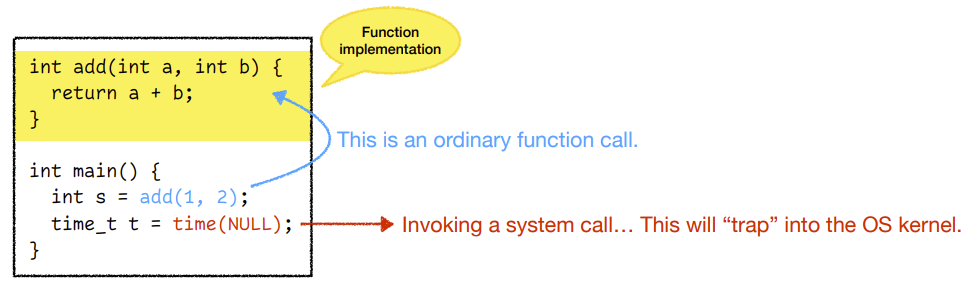 Function
implementation
int add(int a, int b) {
return a + b;
}
This is an ordinary function call.
int main() {
int s = add(1, 2);
time_t t = time(NULL);
Invoking a system call… This will “trap” into the OS kernel.
}